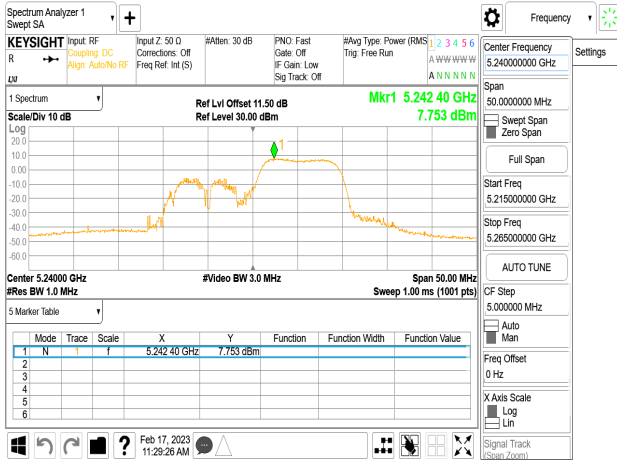 Spectrum Analyzer 1
Swept SA
Frequency
Settings
KEYSIGHT
R
LXI
Input: RF
Coupling: DC
Align: Auto/No RF
Input Z: 50 Ω
Corrections: Off
Freq Ref: Int (S)
#Atten: 30 dB
PNO: Fast
Gate: Off
IF Gain: Low
Sig Track: Off
#Avg Type: Power (RMS
Trig: Free Run
1 2 3 4 5 6
A W W W W W
A N N N N N
1 Spectrum
Scale/Div 10 dB
Ref Lvl Offset 11.50 dB
Ref Level 30.00 dBm
Mkr1 5.242 40 GHz
7.753 dBm
Log
20.0
10.0
0.00
-10.0
-20.0
-30.0
-40.0
-50.0
-60.0
1
Center 5.24000 GHz
#Video BW 3.0 MHz
Span 50.00 MHz
#Res BW 1.0 MHz
Sweep 1.00 ms (1001 pts)
5 Marker Table
Mode Trace Scale X Y Function Function Width Function Value
1 N 1 f 5.242 40 GHz 7.753 dBm
2
3
4
5
6
Feb 17, 2023
11:29:26 AM
Center Frequency
5.240000000 GHz
Span
50.0000000 MHz
Swept Span
Zero Span
Full Span
Start Freq
5.215000000 GHz
Stop Freq
5.265000000 GHz
AUTO TUNE
CF Step
5.000000 MHz
Auto
Man
Freq Offset
0 Hz
X Axis Scale
Log
Lin
Signal Track
(Span Zoom)